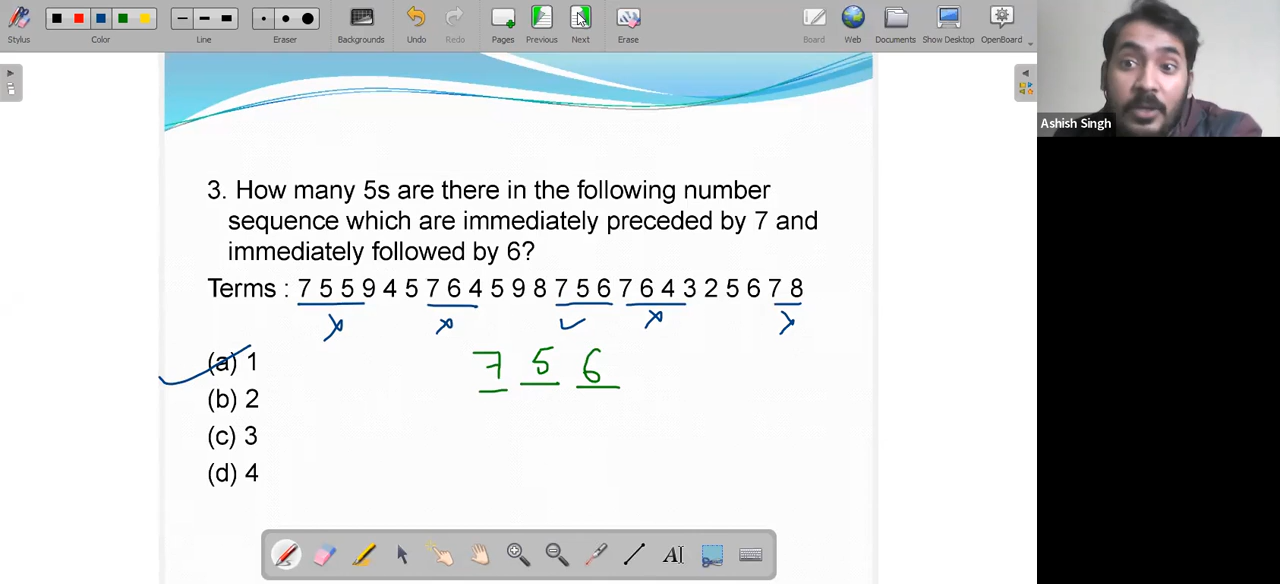 Stylus Color Line Eraser Backgrounds Undo Redo Pages Previous Next Erase Board Web Documents Show Desktop OpenBoard
Ashish Singh
3. How many 5s are there in the following number
sequence which are immediately preceded by 7 and
immediately followed by 6?
Terms : 7 5 5 9 4 5 7 6 4 5 9 8 7 5 6 7 6 4 3 2 5 6 7 8
(a) 1
7 5 6
(b) 2
(c) 3
(d) 4